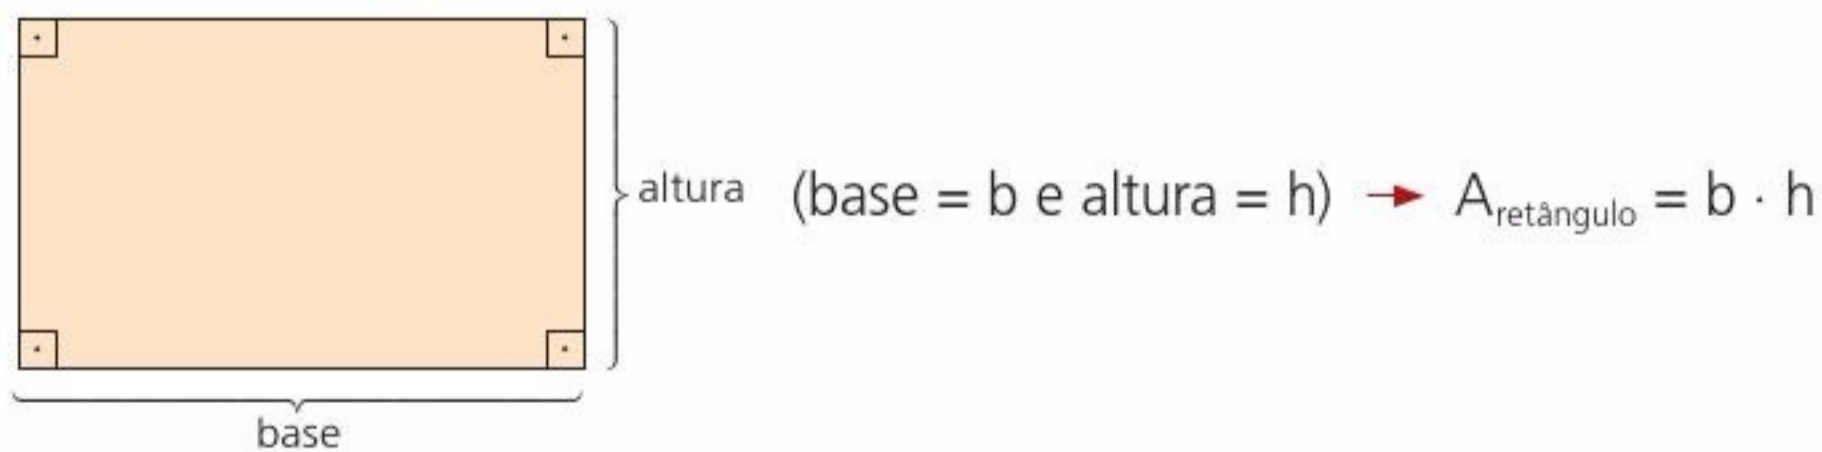 altura (base = b e altura = h) → A_retângulo = b · h
base